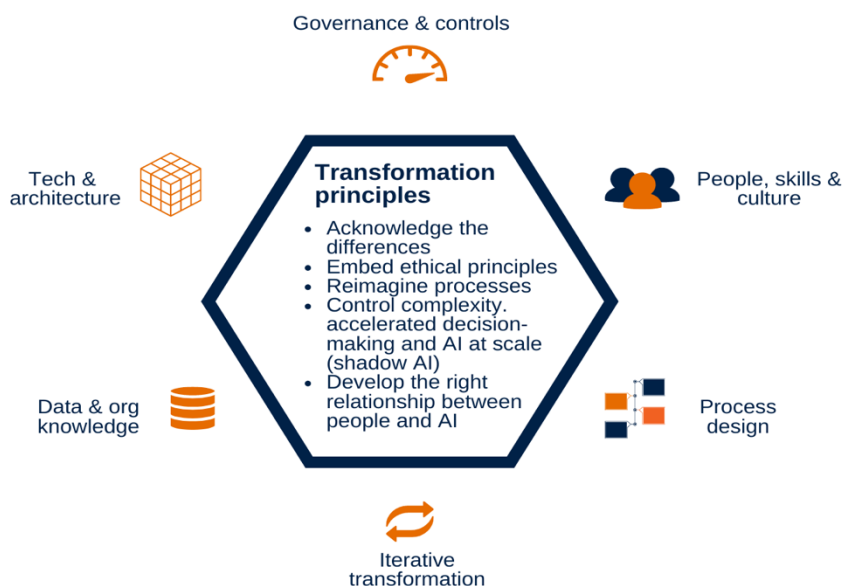 Governance & controls
Tech &
architecture
People, skills &
culture
Transformation
principles
• Acknowledge the
differences
• Embed ethical principles
• Reimagine processes
• Control complexity.
accelerated decision-
making and AI at scale
(shadow AI)
• Develop the right
relationship between
people and AI
Data & org
knowledge
Process
design
Iterative
transformation